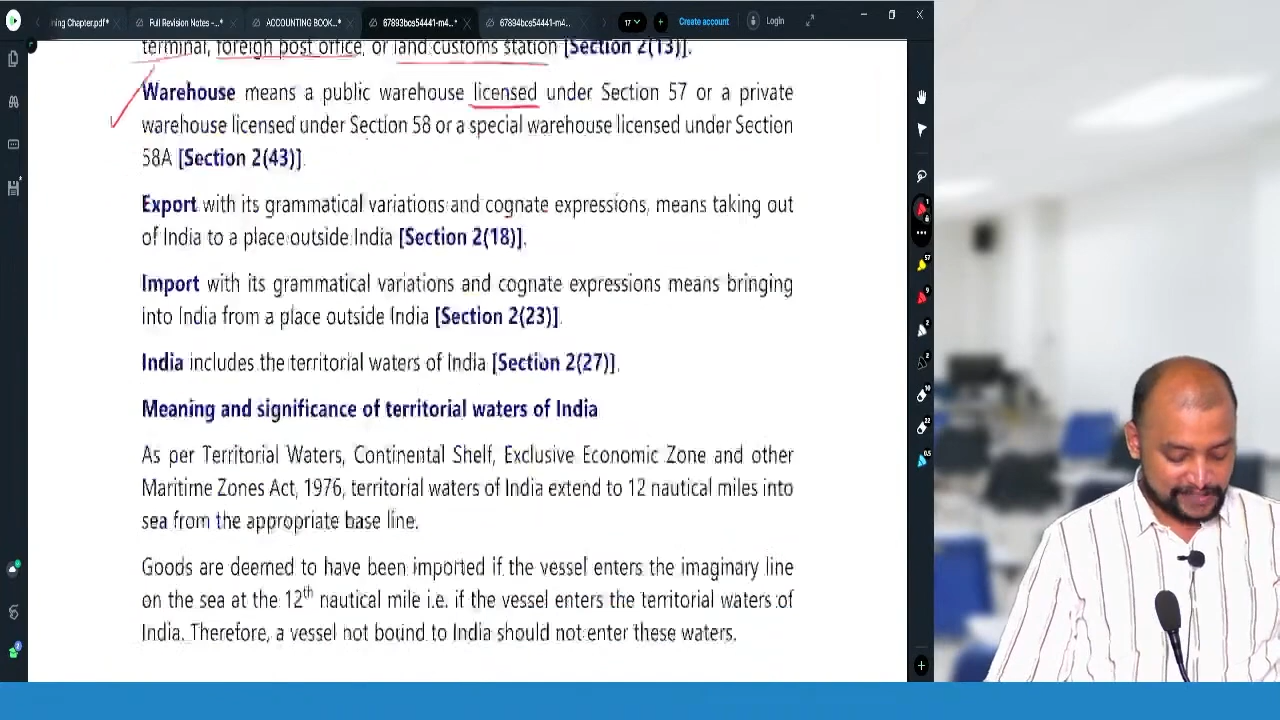 ining Chapter.pdf*
Full Revision Notes -...*
ACCOUNTING BOOK...*
67893bcs54441-m4...*
67894bcs54441-m4...
17
Create account
Login
terminal, foreign post office, or land customs station [Section 2(13)].
Warehouse means a public warehouse licensed under Section 57 or a private
warehouse licensed under Section 58 or a special warehouse licensed under Section
58A [Section 2(43)].
Export with its grammatical variations and cognate expressions, means taking out
of India to a place outside India [Section 2(18)].
Import with its grammatical variations and cognate expressions means bringing
into India from a place outside India [Section 2(23)].
India includes the territorial waters of India [Section 2(27)].
Meaning and significance of territorial waters of India
As per Territorial Waters, Continental Shelf, Exclusive Economic Zone and other
Maritime Zones Act, 1976, territorial waters of India extend to 12 nautical miles into
sea from the appropriate base line.
Goods are deemed to have been imported if the vessel enters the imaginary line
on the sea at the 12th nautical mile i.e. if the vessel enters the territorial waters of
India. Therefore, a vessel not bound to India should not enter these waters.